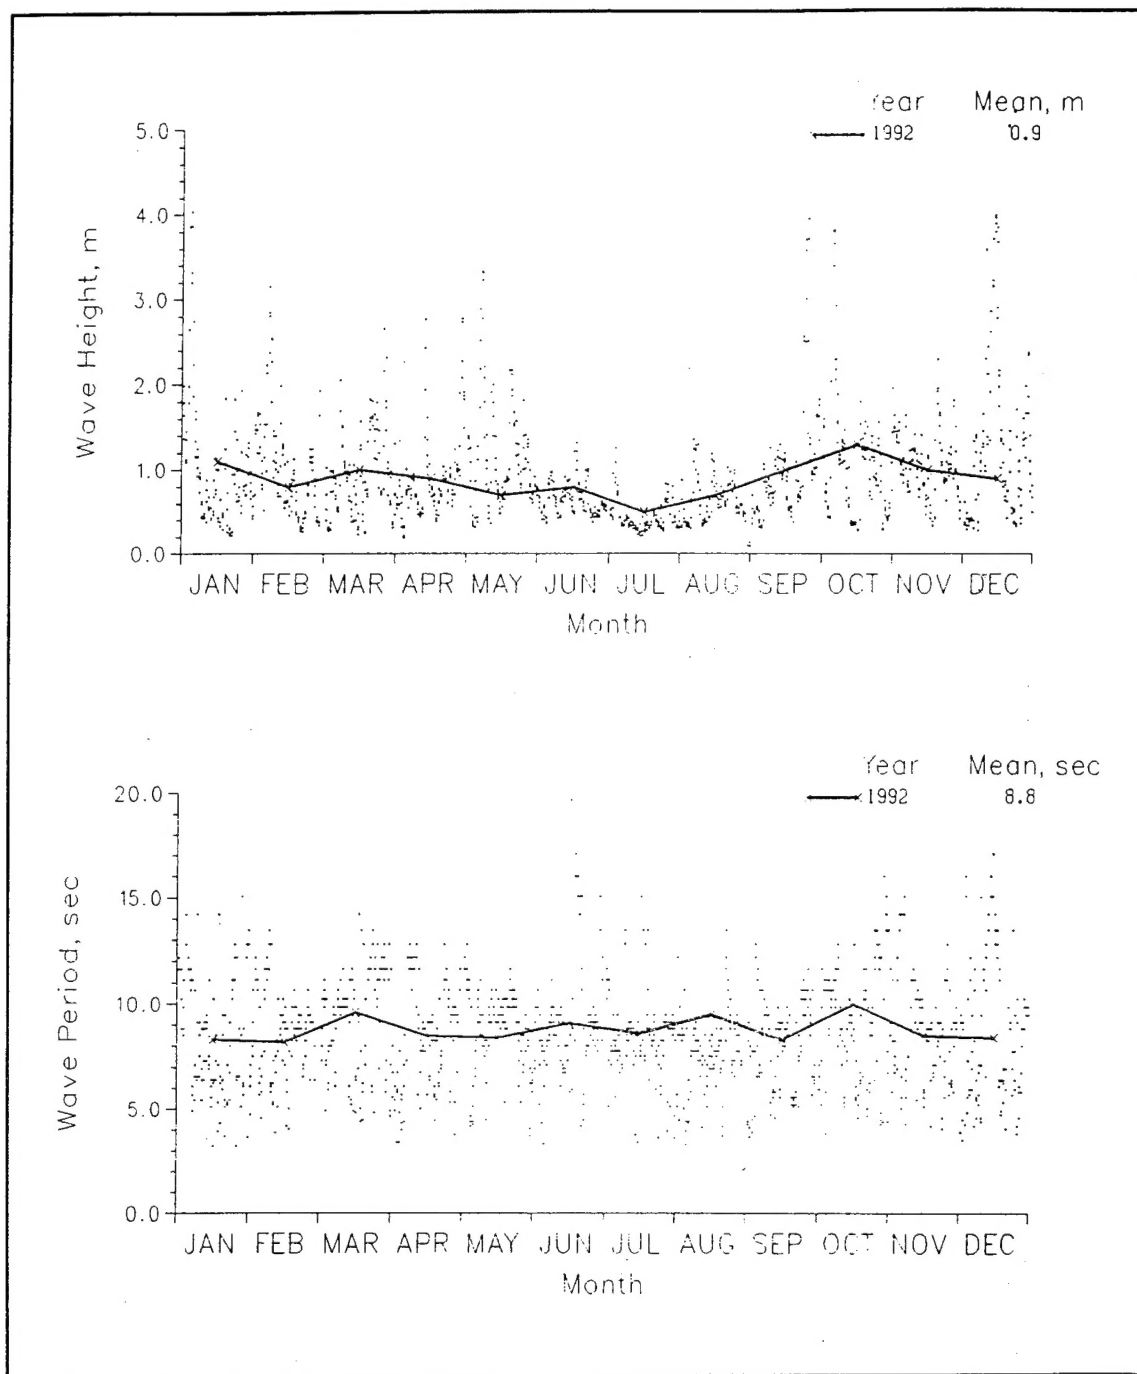 Year Mean, m
1992 0.9
5.0
4.0
3.0
2.0
1.0
0.0
Wave Height, m
JAN FEB MAR APR MAY JUN JUL AUG SEP OCT NOV DEC
Month
Year Mean, sec
1992 8.8
20.0
15.0
10.0
5.0
0.0
Wave Period, sec
JAN FEB MAR APR MAY JUN JUL AUG SEP OCT NOV DEC
Month